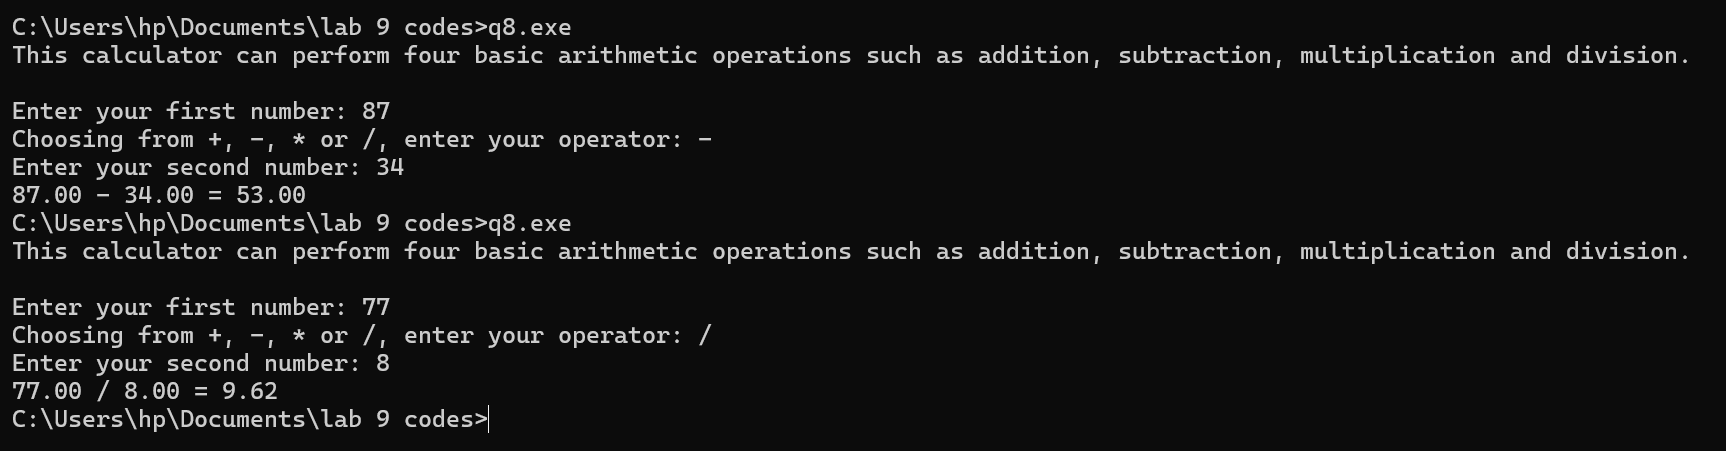 C:\Users\hp\Documents\lab 9 codes>q8.exe
This calculator can perform four basic arithmetic operations such as addition, subtraction, multiplication and division.
Enter your first number: 87
Choosing from +, -, * or /, enter your operator: -
Enter your second number: 34
87.00 - 34.00 = 53.00
C:\Users\hp\Documents\lab 9 codes>q8.exe
This calculator can perform four basic arithmetic operations such as addition, subtraction, multiplication and division.
Enter your first number: 77
Choosing from +, -, * or /, enter your operator: /
Enter your second number: 8
77.00 / 8.00 = 9.62
C:\Users\hp\Documents\lab 9 codes>